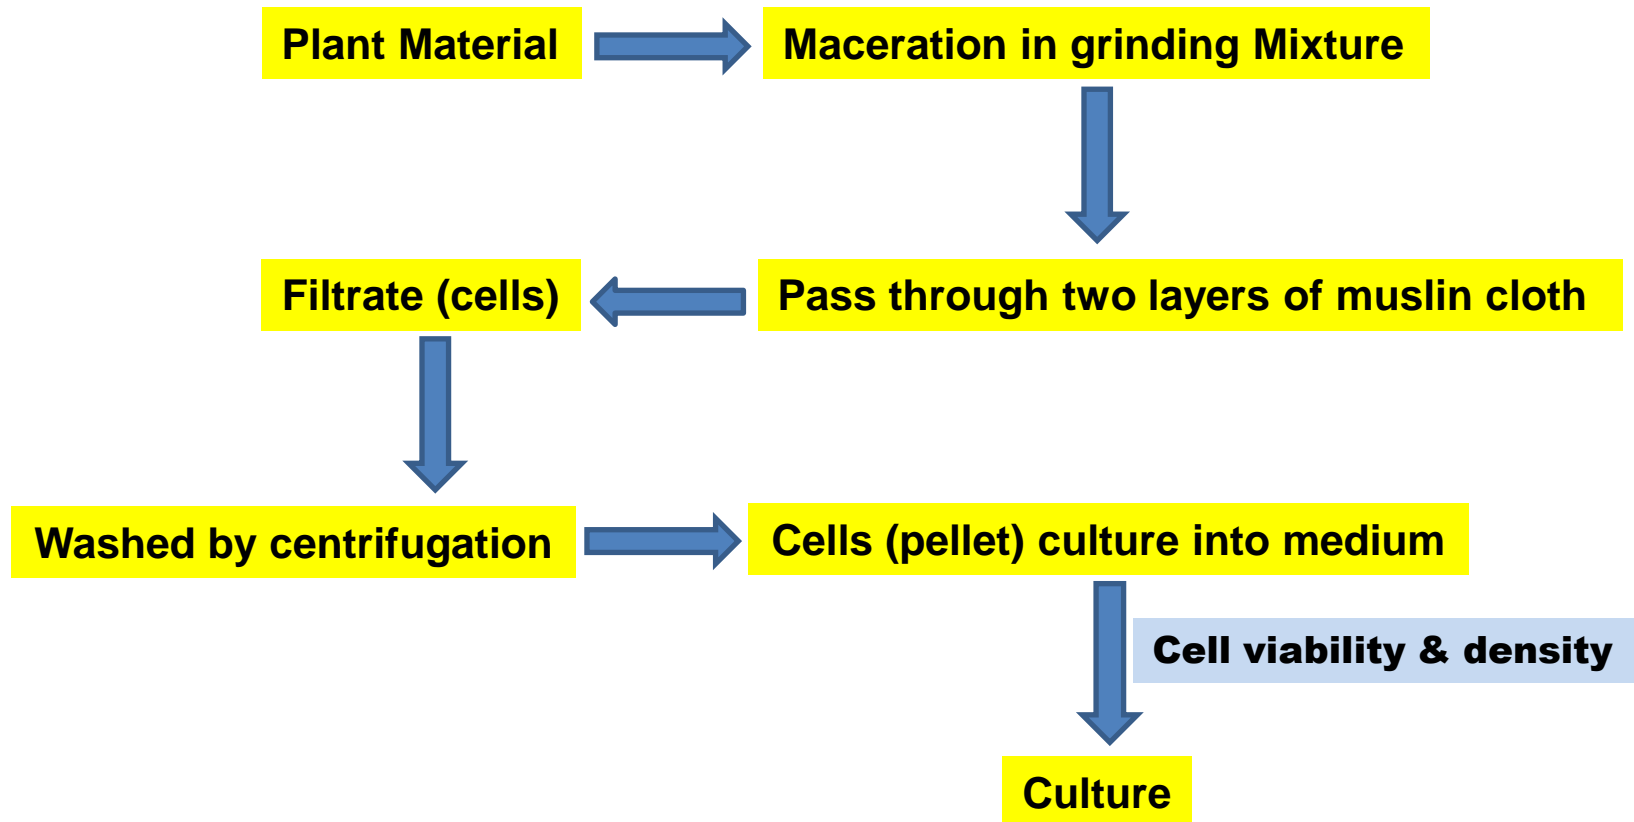 Plant Material
Maceration in grinding Mixture
Pass through two layers of muslin cloth
Filtrate (cells)
Washed by centrifugation
Cells (pellet) culture into medium
Cell viability & density
Culture